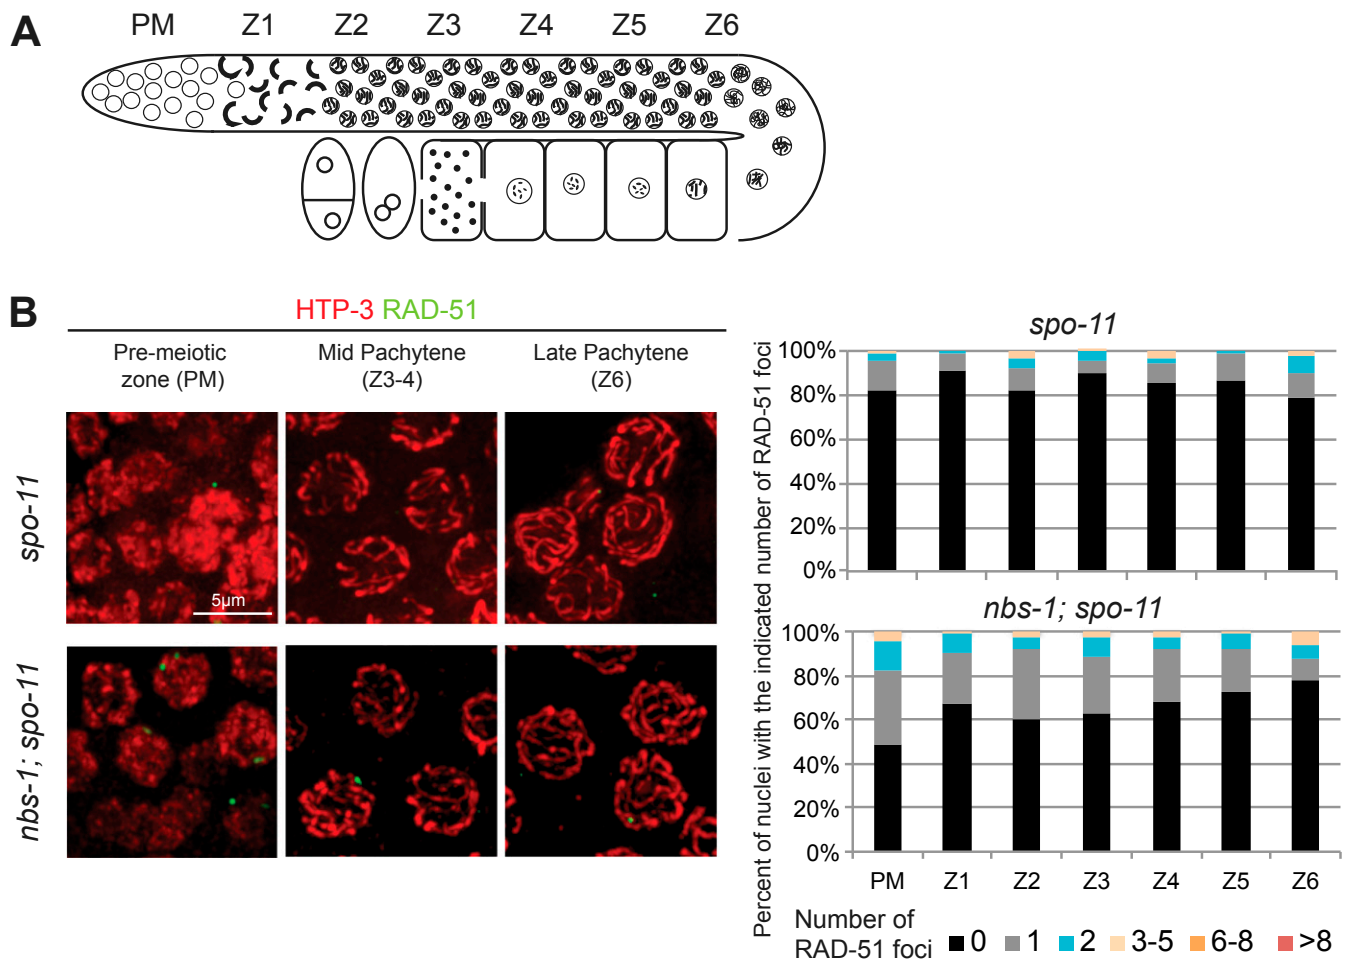 A
PM Z1 Z2 Z3 Z4 Z5 Z6
B
HTP-3 RAD-51
Pre-meiotic
zone (PM)
Mid Pachytene
(Z3-4)
Late Pachytene
(Z6)
spo-11
5µm
nbs-1; spo-11
Percent of nuclei with the indicated number of RAD-51 foci
spo-11
100%
80%
60%
40%
20%
0%
nbs-1; spo-11
100%
80%
60%
40%
20%
0%
PM Z1 Z2 Z3 Z4 Z5 Z6
Number of
RAD-51 foci 0 1 2 3-5 6-8 >8